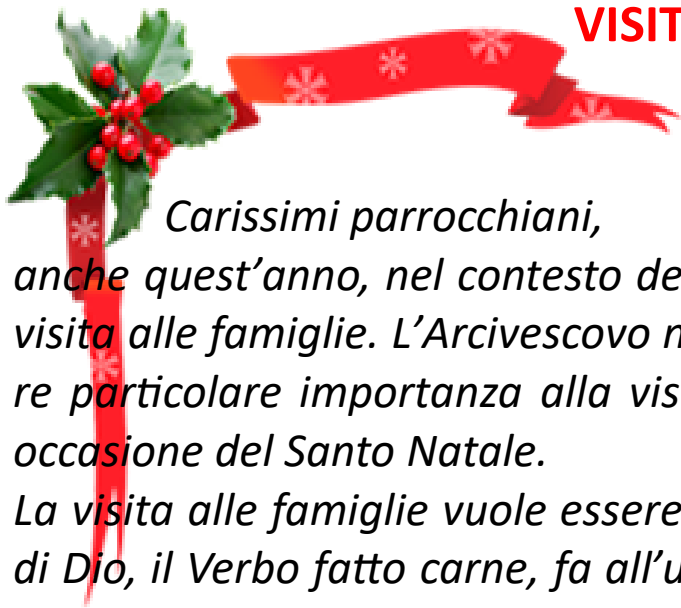 VISIT
Carissimi parrocchiani,
anche quest’anno, nel contesto de
visita alle famiglie. L’Arcivescovo n
re particolare importanza alla vis
occasione del Santo Natale.
La visita alle famiglie vuole essere
di Dio, il Verbo fatto carne, fa all’u